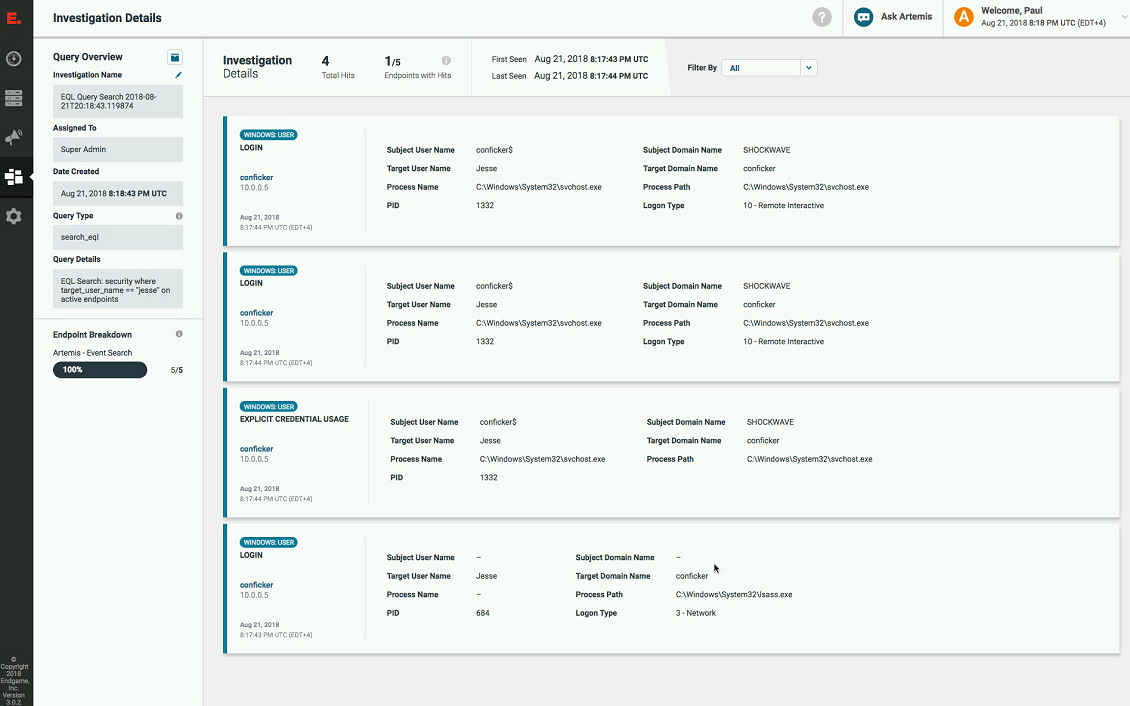 E.
Investigation Details
?
Ask Artemis
A
Welcome, Paul
Aug 21, 2018 8:18 PM UTC (EDT+4)
Query Overview
Investigation Name
EQL Query Search 2018-08-
21T20:18:43.119874
Assigned To
Super Admin
Date Created
Aug 21, 2018 8:18:43 PM UTC
Query Type
search_eql
Query Details
EQL Search: security where
target_user_name == "jesse" on
active endpoints
Endpoint Breakdown
Artemis - Event Search
100%
5/5
Investigation
Details
4
Total Hits
1/5
Endpoints with Hits
First Seen Aug 21, 2018 8:17:43 PM UTC
Last Seen Aug 21, 2018 8:17:44 PM UTC
Filter By All
WINDOWS: USER
LOGIN
conficker
10.0.0.5
Aug 21, 2018
8:17:44 PM UTC (EDT+4)
Subject User Name conficker$ Subject Domain Name SHOCKWAVE
Target User Name Jesse Target Domain Name conficker
Process Name C:\Windows\System32\svchost.exe Process Path C:\Windows\System32\svchost.exe
PID 1332 Logon Type 10 - Remote Interactive
WINDOWS: USER
LOGIN
conficker
10.0.0.5
Aug 21, 2018
8:17:44 PM UTC (EDT+4)
Subject User Name conficker$ Subject Domain Name SHOCKWAVE
Target User Name Jesse Target Domain Name conficker
Process Name C:\Windows\System32\svchost.exe Process Path C:\Windows\System32\svchost.exe
PID 1332 Logon Type 10 - Remote Interactive
WINDOWS: USER
EXPLICIT CREDENTIAL USAGE
conficker
10.0.0.5
Aug 21, 2018
8:17:44 PM UTC (EDT+4)
Subject User Name conficker$ Subject Domain Name SHOCKWAVE
Target User Name Jesse Target Domain Name conficker
Process Name C:\Windows\System32\svchost.exe Process Path C:\Windows\System32\svchost.exe
PID 1332
WINDOWS: USER
LOGIN
conficker
10.0.0.5
Aug 21, 2018
8:17:43 PM UTC (EDT+4)
Subject User Name – Subject Domain Name –
Target User Name Jesse Target Domain Name conficker
Process Name – Process Path C:\Windows\System32\lsass.exe
PID 684 Logon Type 3 - Network
©
Copyright
2018
Endgame,
Inc.
Version
3.0.2